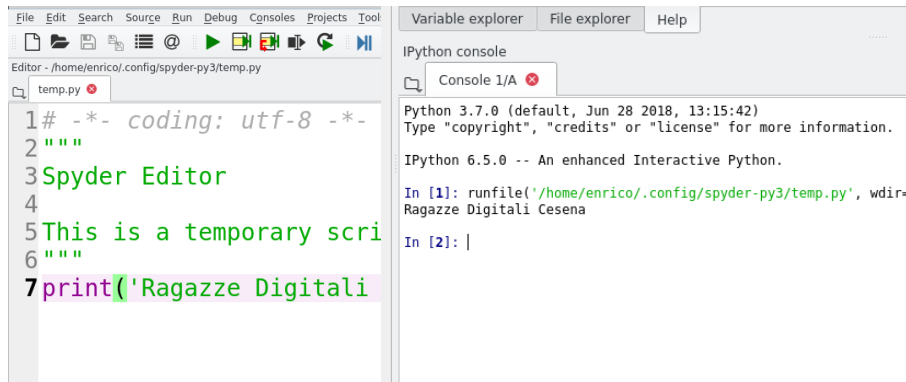 File Edit Search Source Run Debug Consoles Projects Tool
Editor - /home/enrico/.config/spyder-py3/temp.py
temp.py
1 # -*- coding: utf-8 -*-
2 """
3 Spyder Editor
4
5 This is a temporary scri
6 """
7 print('Ragazze Digitali
Variable explorer File explorer Help
IPython console
Console 1/A
Python 3.7.0 (default, Jun 28 2018, 13:15:42)
Type "copyright", "credits" or "license" for more information.
IPython 6.5.0 -- An enhanced Interactive Python.
In [1]: runfile('/home/enrico/.config/spyder-py3/temp.py', wdir=
Ragazze Digitali Cesena
In [2]: